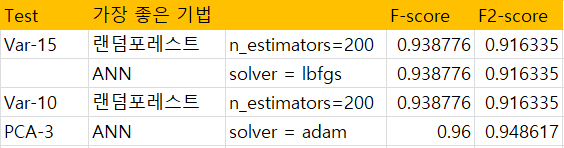 Test 가장 좋은 기법 F-score F2-score
Var-15 랜덤포레스트 n_estimators=200 0.938776 0.916335
ANN solver = lbfgs 0.938776 0.916335
Var-10 랜덤포레스트 n_estimators=200 0.938776 0.916335
PCA-3 ANN solver = adam 0.96 0.948617